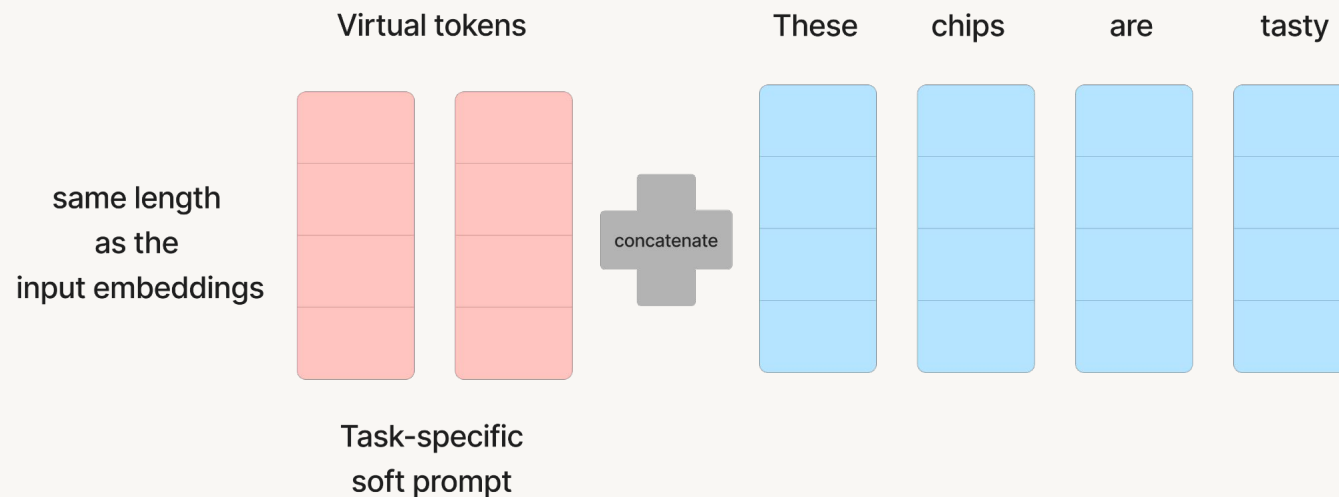 Virtual tokens These chips are tasty
same length
as the
input embeddings
concatenate
Task-specific
soft prompt